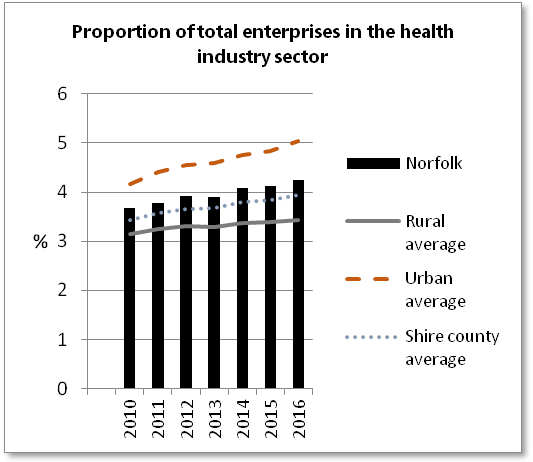 Proportion of total enterprises in the health
industry sector
6
5
4
3
2
1
0
%
2010
2011
2012
2013
2014
2015
2016
Norfolk
Rural
average
Urban
average
Shire county
average